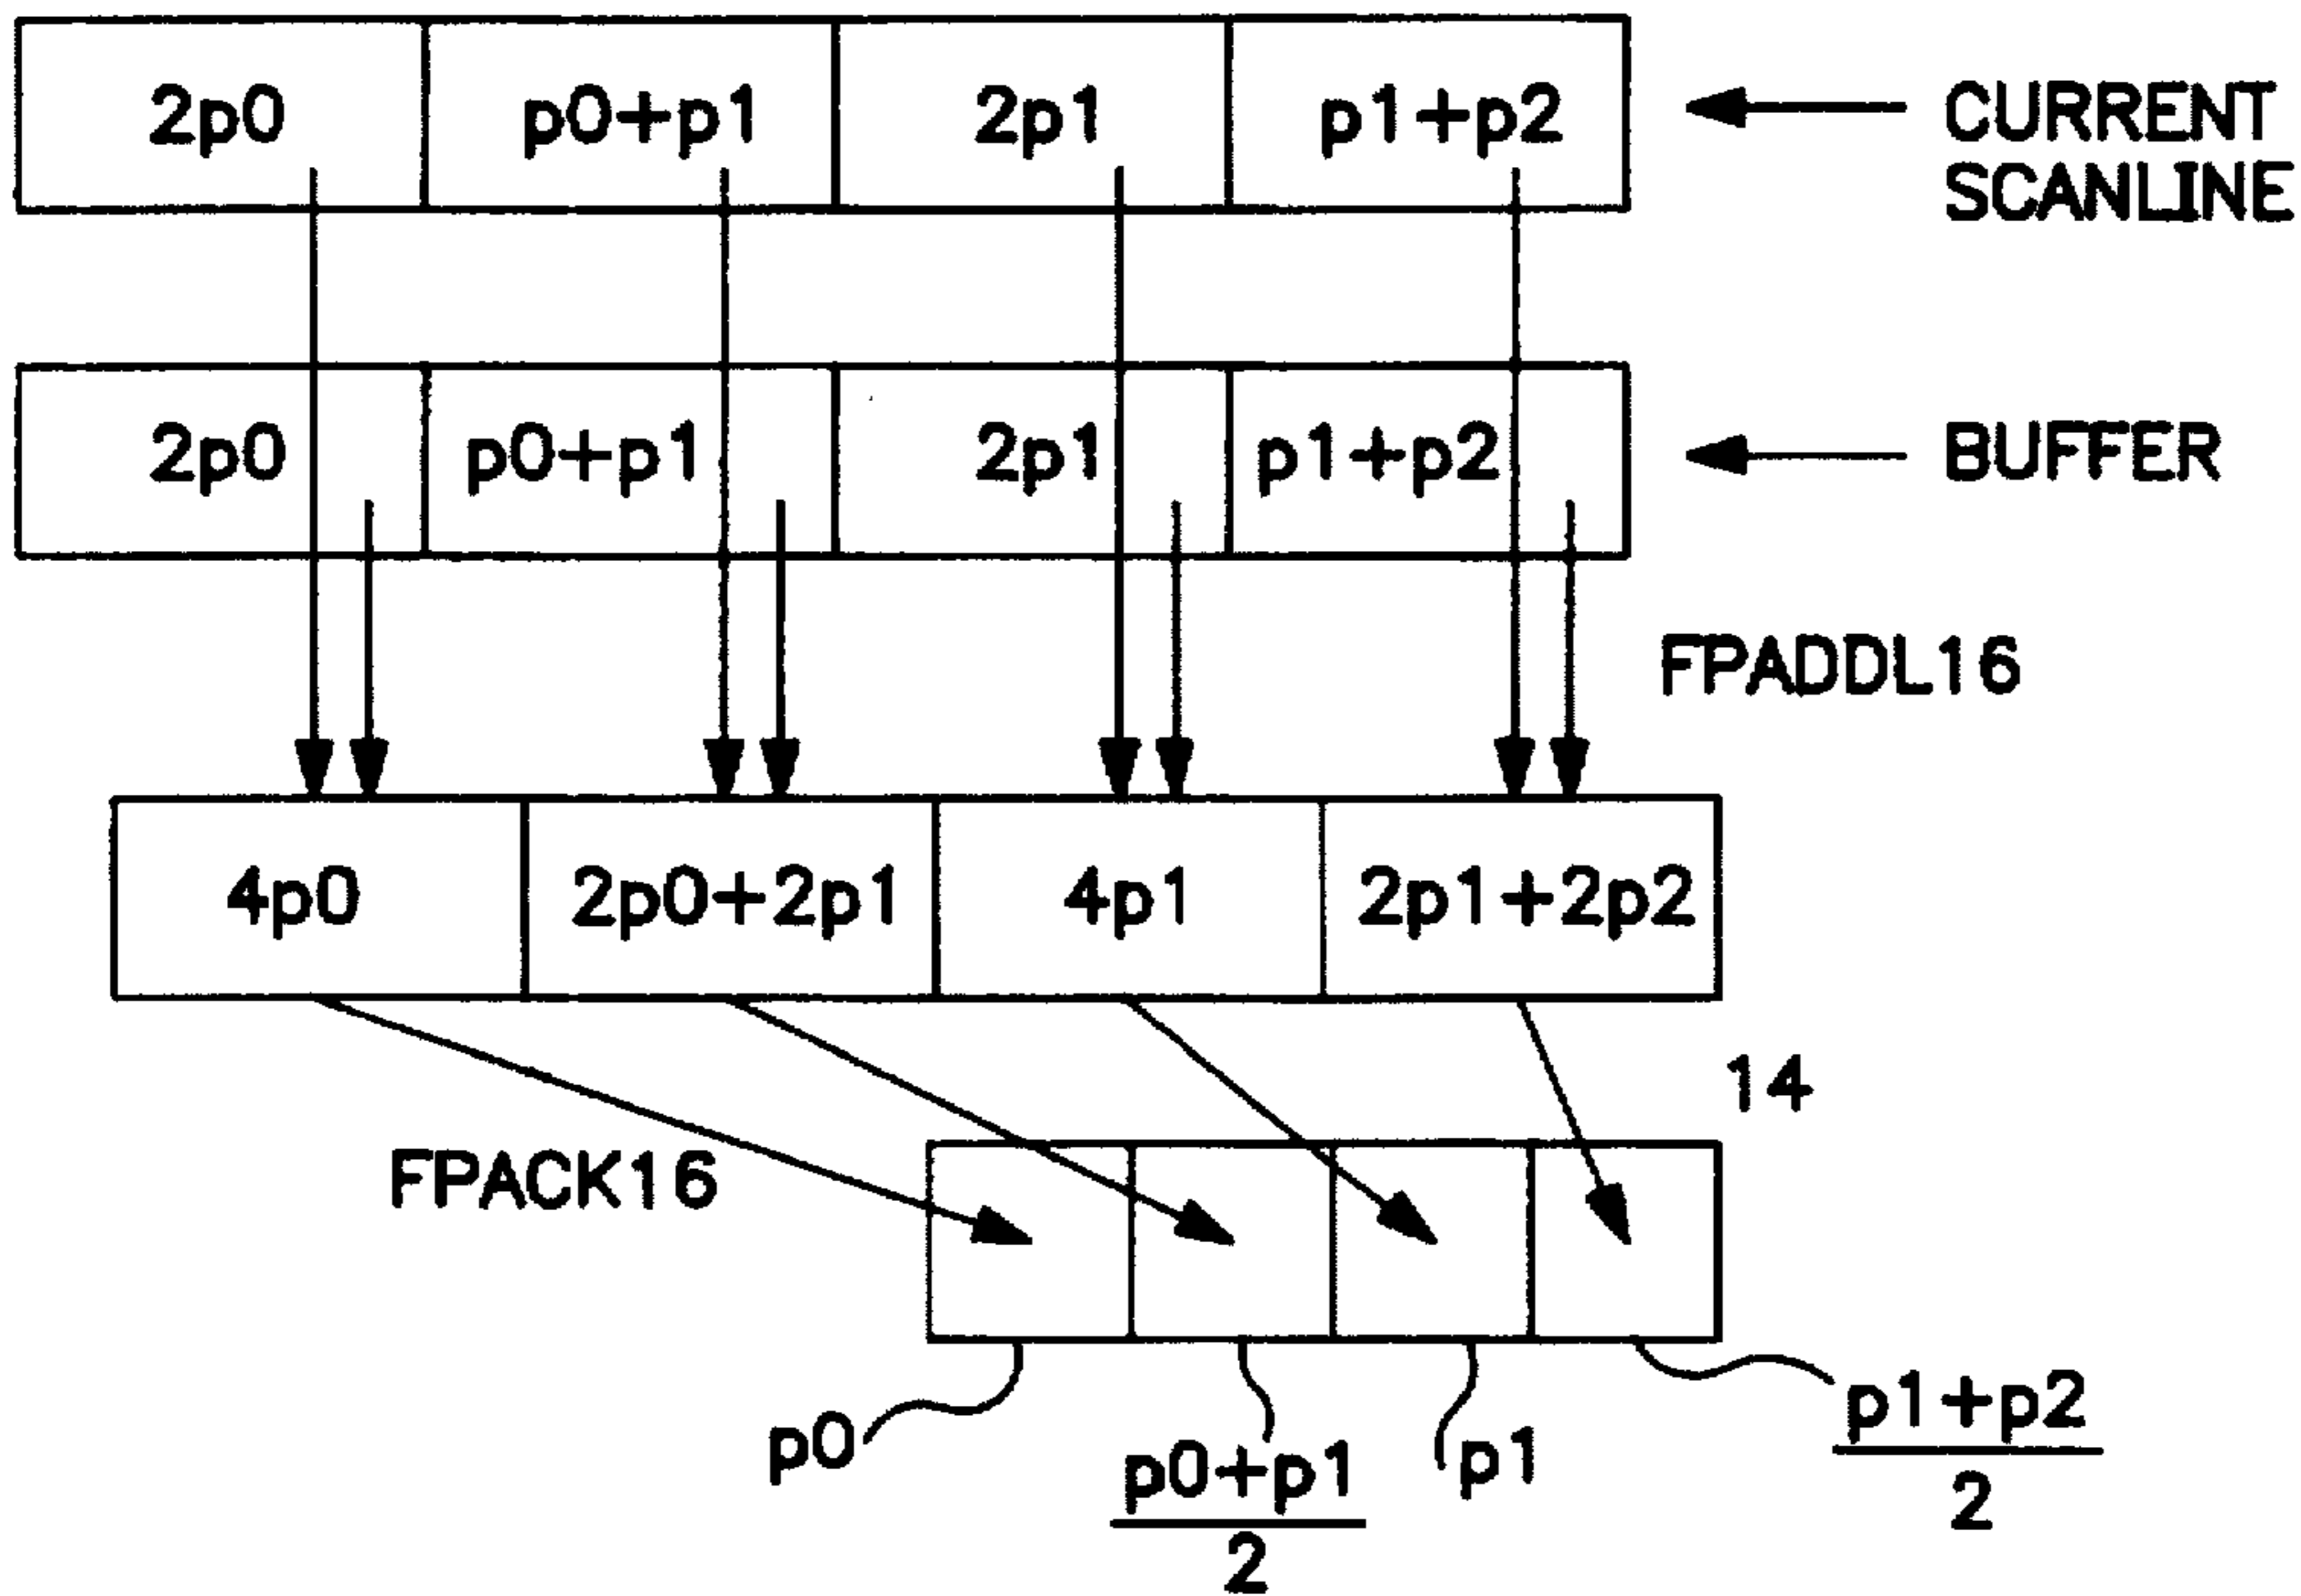 2p0 p0+p1 2p1 p1+p2
CURRENT
SCANLINE
2p0 p0+p1 2p1 p1+p2
BUFFER
FPADDL16
4p0 2p0+2p1 4p1 2p1+2p2
14
FPACK16
p0
p0+p1
2
p1
p1+p2
2